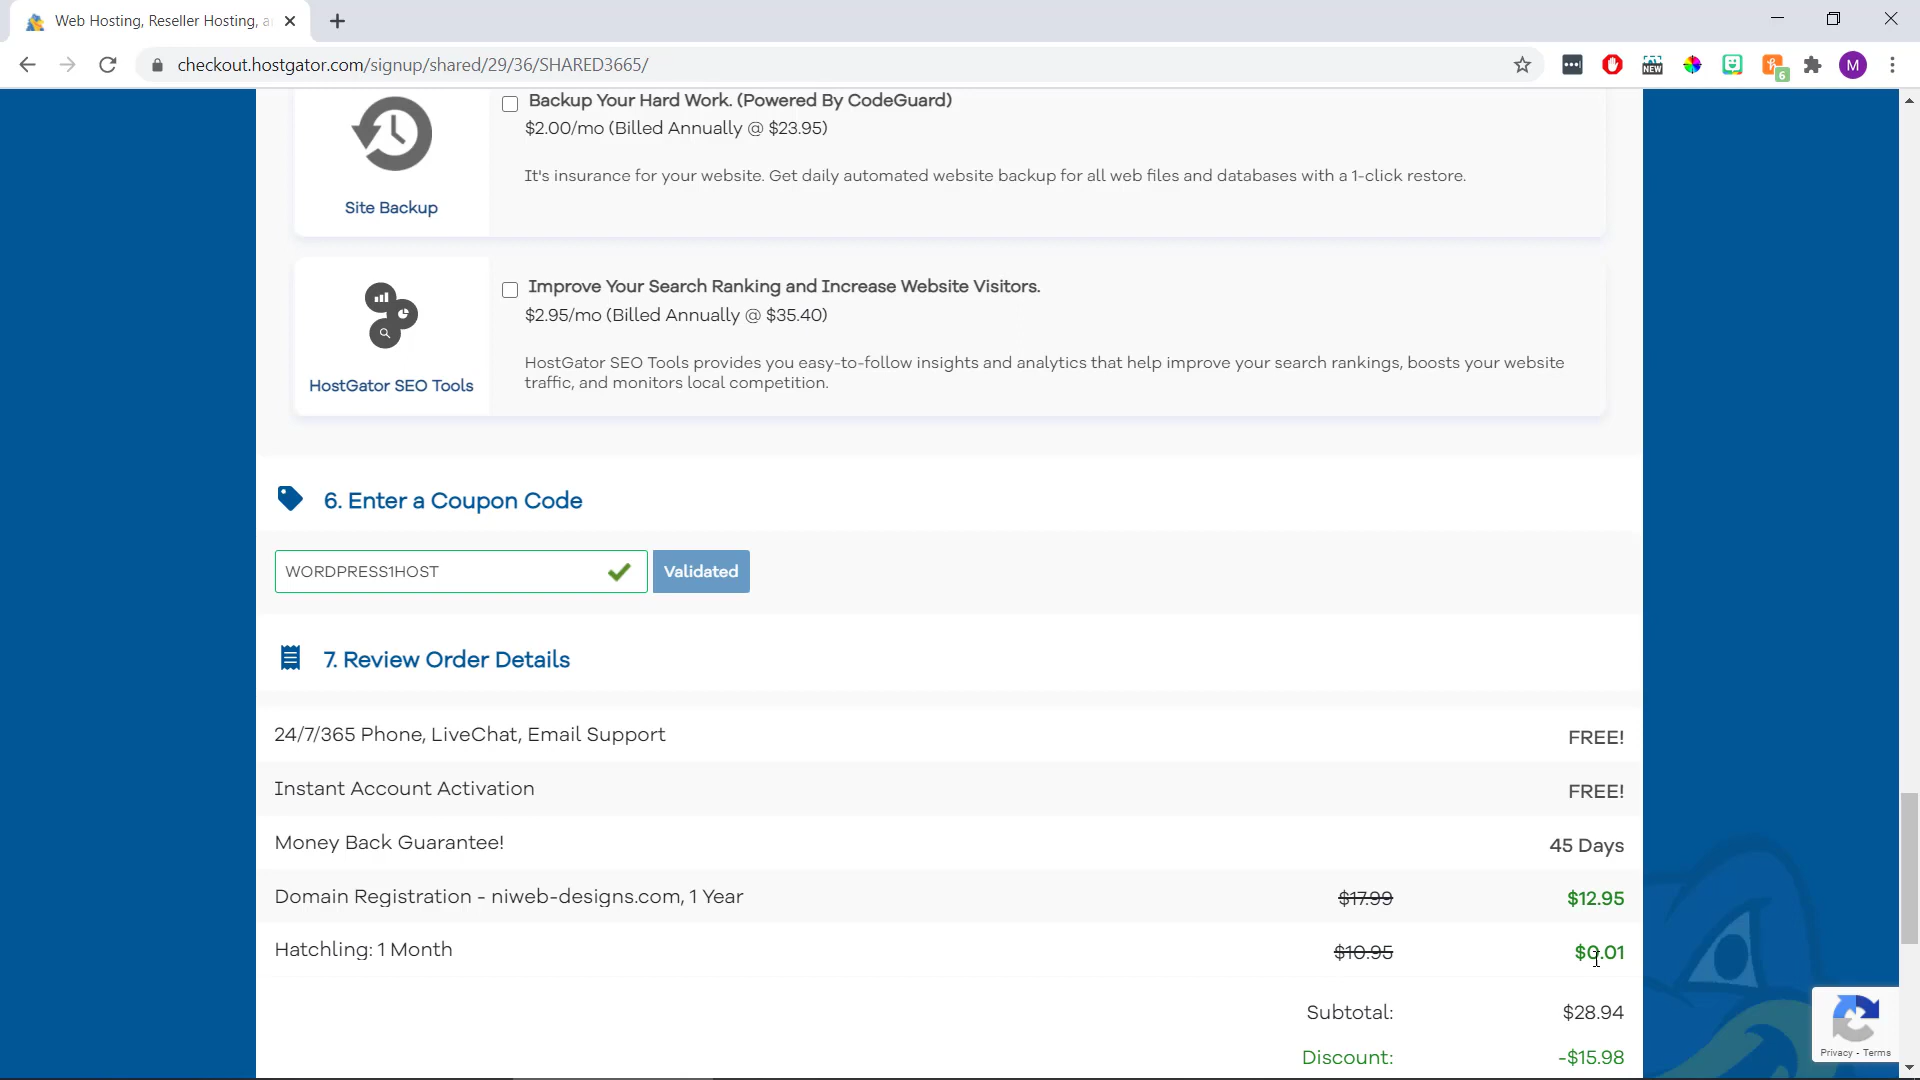 Web Hosting, Reseller Hosting, a
checkout.hostgator.com/signup/shared/29/36/SHARED3665/
NEW
6
M
Backup Your Hard Work. (Powered By CodeGuard)
$2.00/mo (Billed Annually @ $23.95)
It's insurance for your website. Get daily automated website backup for all web files and databases with a 1-click restore.
Site Backup
Improve Your Search Ranking and Increase Website Visitors.
$2.95/mo (Billed Annually @ $35.40)
HostGator SEO Tools provides you easy-to-follow insights and analytics that help improve your search rankings, boosts your website
traffic, and monitors local competition.
HostGator SEO Tools
6. Enter a Coupon Code
WORDPRESS1HOST
Validated
7. Review Order Details
24/7/365 Phone, LiveChat, Email Support FREE!
Instant Account Activation FREE!
Money Back Guarantee! 45 Days
Domain Registration - niweb-designs.com, 1 Year $17.99 $12.95
Hatchling: 1 Month $10.95 $0.01
Subtotal: $28.94
Discount: -$15.98
Privacy - Terms